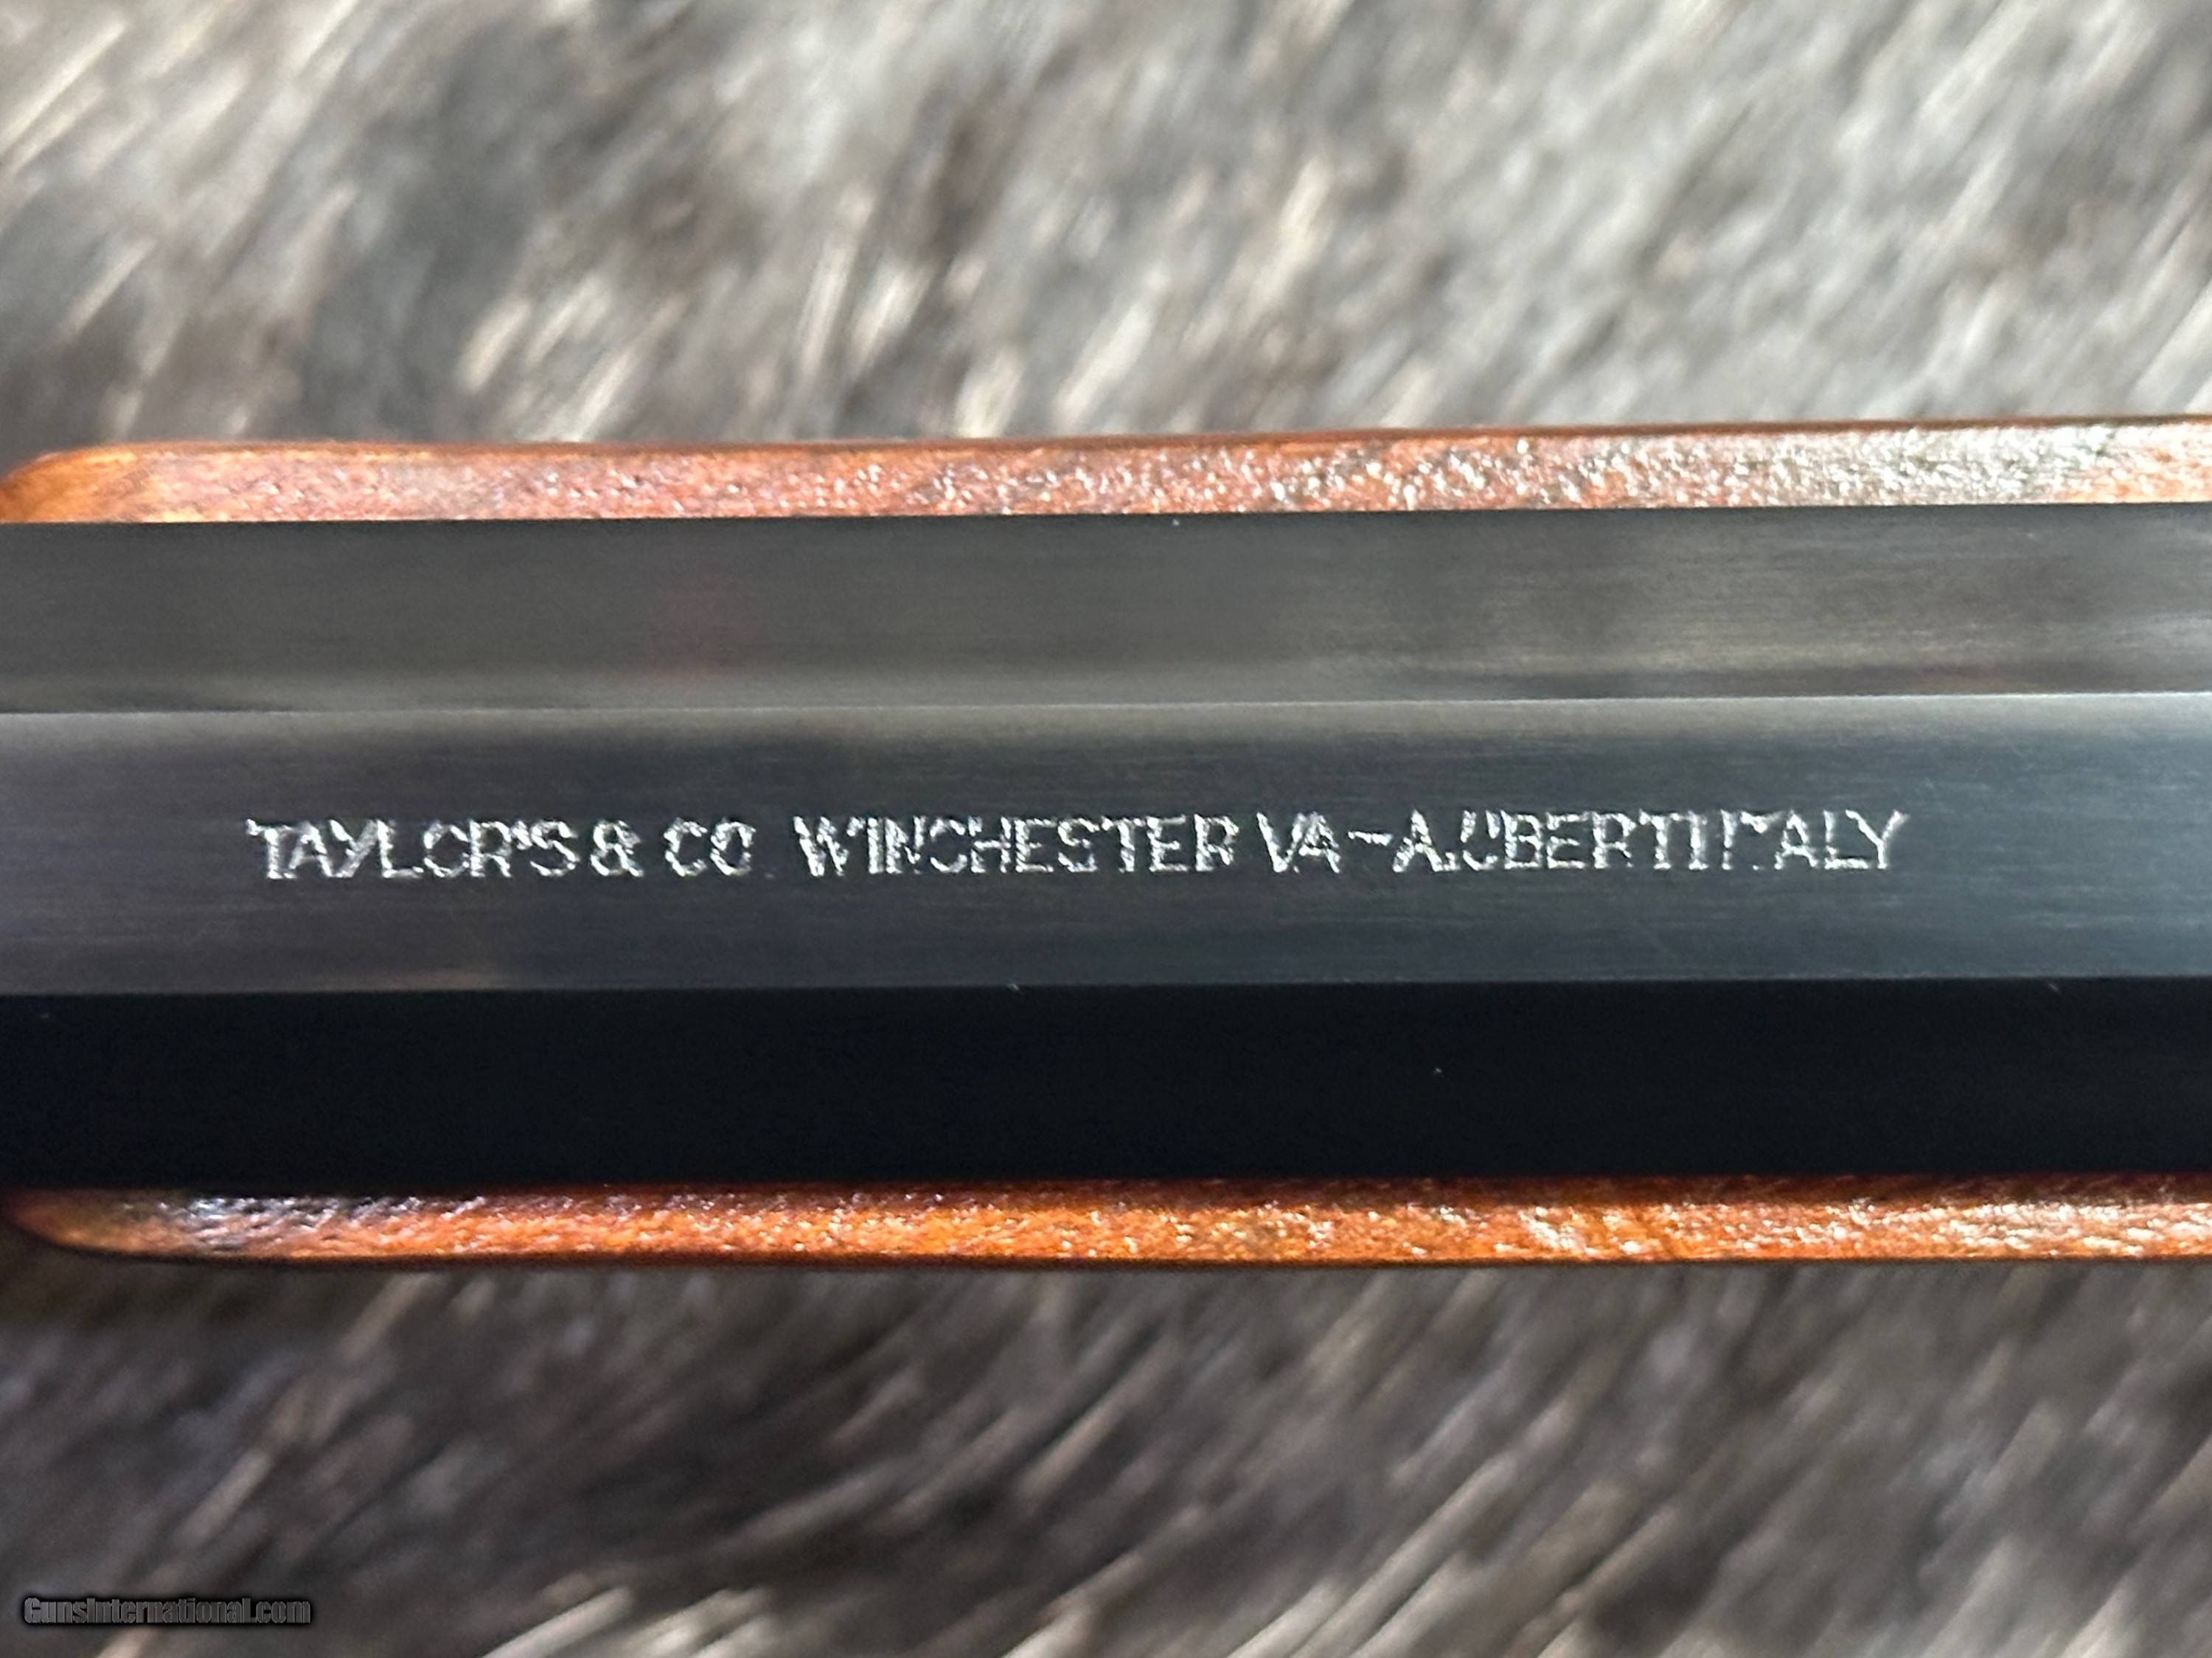 TAYLOR'S & CO. WINCHESTER VA - A.UBERTI ITALY
GunsInternational.com